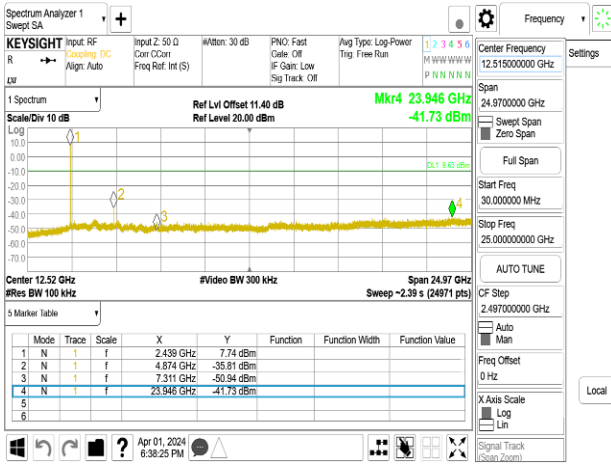 Spectrum Analyzer 1
Swept SA
Frequency
KEYSIGHT
R
Input: RF
Coupling: DC
Align: Auto
Input Z: 50 Ω
Corr CCorr
Freq Ref: Int (S)
#Atten: 30 dB
PNO: Fast
Gate: Off
IF Gain: Low
Sig Track: Off
Avg Type: Log-Power
Trig: Free Run
1 2 3 4 5 6
M W W W W W
P N N N N N
1 Spectrum
Scale/Div 10 dB
Log
Ref Lvl Offset 11.40 dB
Ref Level 20.00 dBm
Mkr4 23.946 GHz
-41.73 dBm
10.0
0.00
-10.0
-20.0
-30.0
-40.0
-50.0
-60.0
-70.0
1
2
3
4
Center 12.52 GHz
#Res BW 100 kHz
#Video BW 300 kHz
Span 24.97 GHz
Sweep ~2.39 s (24971 pts)
5 Marker Table
Mode Trace Scale X Y Function Function Width Function Value
1 N 1 f 2.439 GHz 7.74 dBm
2 N 1 f 4.874 GHz -35.81 dBm
3 N 1 f 7.311 GHz -50.94 dBm
4 N 1 f 23.946 GHz -41.73 dBm
5
6
Apr 01, 2024
6:38:25 PM
Center Frequency
12.515000000 GHz
Span
24.9700000 GHz
Swept Span
Zero Span
Full Span
Start Freq
30.000000 MHz
Stop Freq
25.000000000 GHz
AUTO TUNE
CF Step
2.497000000 GHz
Auto
Man
Freq Offset
0 Hz
X Axis Scale
Log
Lin
Signal Track
(Span Zoom)
Settings
Local